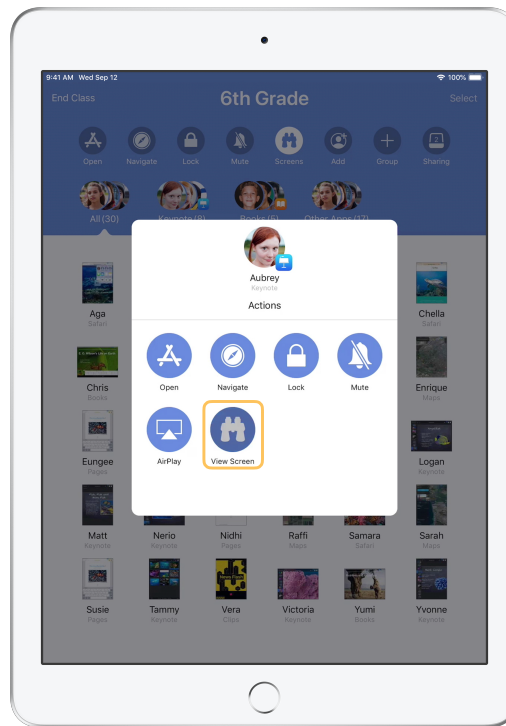 9:41 AM Wed Sep 12
100%
End Class
6th Grade
Select
Open Navigate Lock Mute Screens Add Group Sharing
2
All (30) Keynote (8) Books (5) Other Apps (17)
Aubrey
Keynote
Actions
Open Navigate Lock Mute
AirPlay View Screen
Aga
Safari
Chella
Safari
Chris
Books
Enrique
Maps
Eungee
Pages
Logan
Keynote
Matt Nerio Nidhi Raffi Samara Sarah
Keynote Keynote Pages Maps Safari Maps
Susie Tammy Vera Victoria Yumi Yvonne
Pages Keynote Clips Keynote Books Keynote